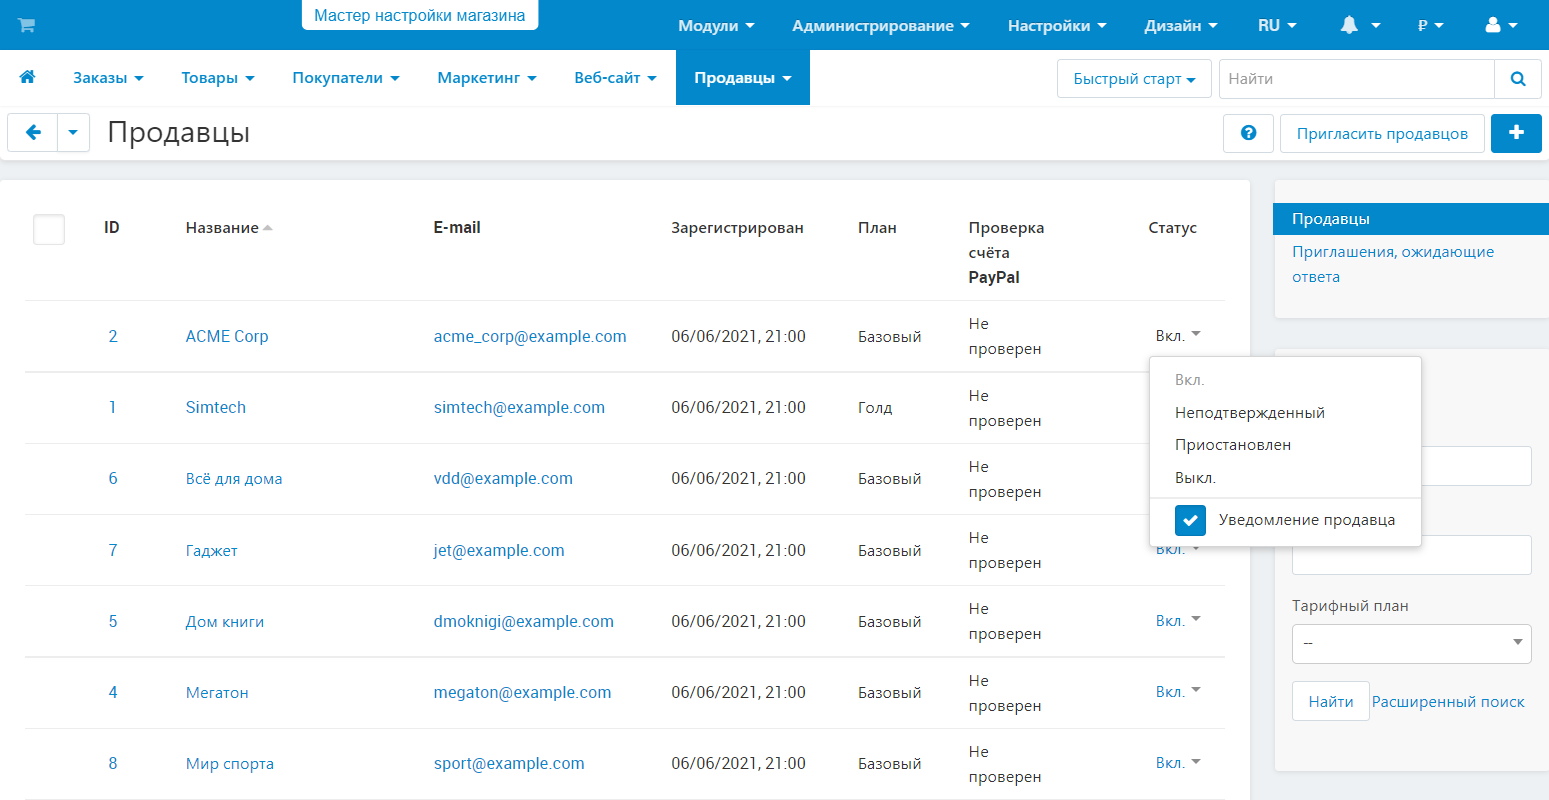 Мастер настройки магазина
Модули Администрирование Настройки Дизайн RU ₽
Заказы Товары Покупатели Маркетинг Веб-сайт Продавцы Быстрый старт Найти
Продавцы Пригласить продавцов
ID Название E-mail Зарегистрирован План Проверка счёта PayPal Статус
2 ACME Corp acme_corp@example.com 06/06/2021, 21:00 Базовый Не проверен Вкл.
1 Simtech simtech@example.com 06/06/2021, 21:00 Голд Не проверен
6 Всё для дома vdd@example.com 06/06/2021, 21:00 Базовый Не проверен
7 Гаджет jet@example.com 06/06/2021, 21:00 Базовый Не проверен Вкл.
5 Дом книги dmoknigi@example.com 06/06/2021, 21:00 Базовый Не проверен Вкл.
4 Мегатон megaton@example.com 06/06/2021, 21:00 Базовый Не проверен Вкл.
8 Мир спорта sport@example.com 06/06/2021, 21:00 Базовый Не проверен Вкл.
Вкл.
Неподтвержденный
Приостановлен
Выкл.
Уведомление продавца
Продавцы
Приглашения, ожидающие
ответа
Тарифный план
--
Найти Расширенный поиск